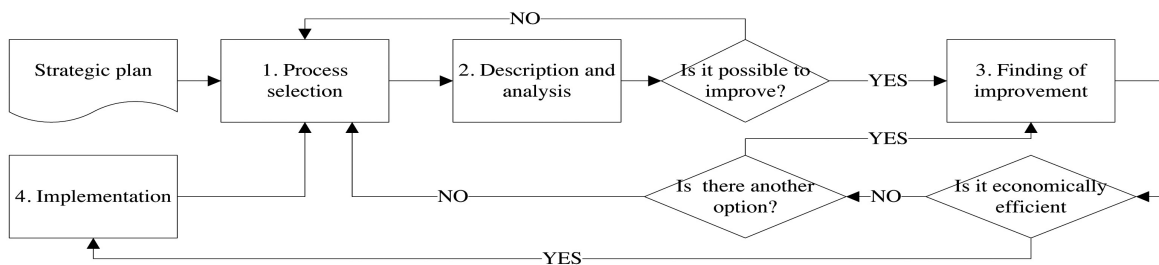 NO
Strategic plan
1. Process
selection
2. Description and
analysis
Is it possible to
improve?
YES
3. Finding of
improvement
YES
4. Implementation
NO
Is there another
option?
NO
Is it economically
efficient
YES